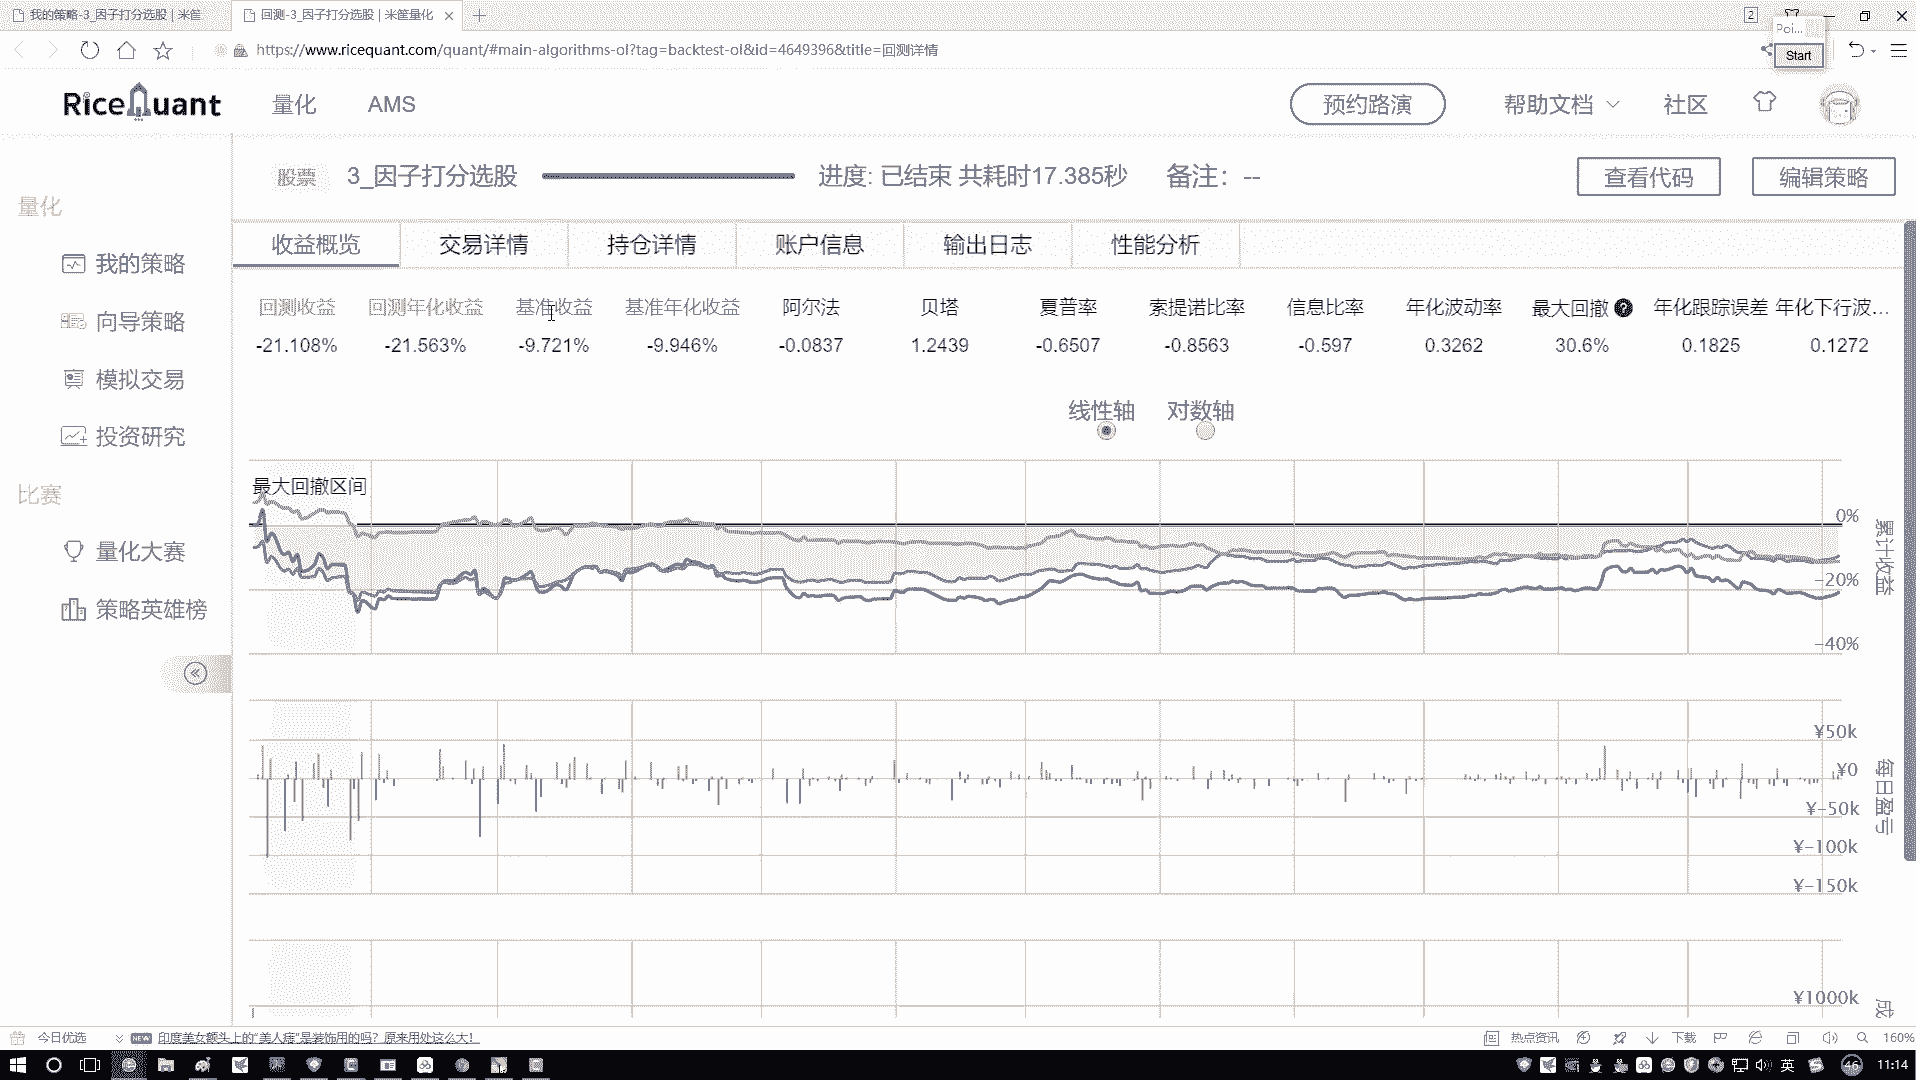 我的策略-3_因子打分选股 | 米筐
回测-3_因子打分选股 | 米筐量化
2
Poi...
Start
https://www.ricequant.com/quant/#main-algorithms-ol?tag=backtest-ol&id=4649396&title=回测详情
RiceQuant
量化
AMS
预约路演
帮助文档
社区
股票
3_因子打分选股
进度: 已结束 共耗时17.385秒
备注: --
查看代码
编辑策略
量化
我的策略
向导策略
模拟交易
投资研究
比赛
量化大赛
策略英雄榜
收益概览 交易详情 持仓详情 账户信息 输出日志 性能分析
回测收益 回测年化收益 基准收益 基准年化收益 阿尔法 贝塔 夏普率 索提诺比率 信息比率 年化波动率 最大回撤 年化跟踪误差 年化下行波...
-21.108% -21.563% -9.721% -9.946% -0.0837 1.2439 -0.6507 -0.8563 -0.597 0.3262 30.6% 0.1825 0.1272
线性轴 对数轴
最大回撤区间
0%
-20%
-40%
累计收益
¥50k
¥0
¥-50k
¥-100k
¥-150k
每日盈亏
¥1000k
成
今日优选
NEW
印度美女额头上的“美人痣”是装饰用的吗？原来用处这么大！
热点资讯
下载
160%
英
46
11:14